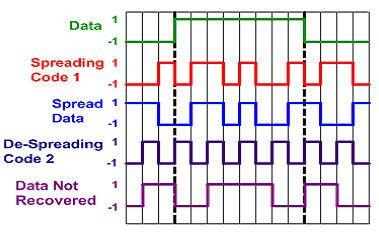 Data 1
-1
Spreading 1
Code 1 -1
Spread 1
Data -1
De-Spreading 1
Code 2 -1
Data Not 1
Recovered -1